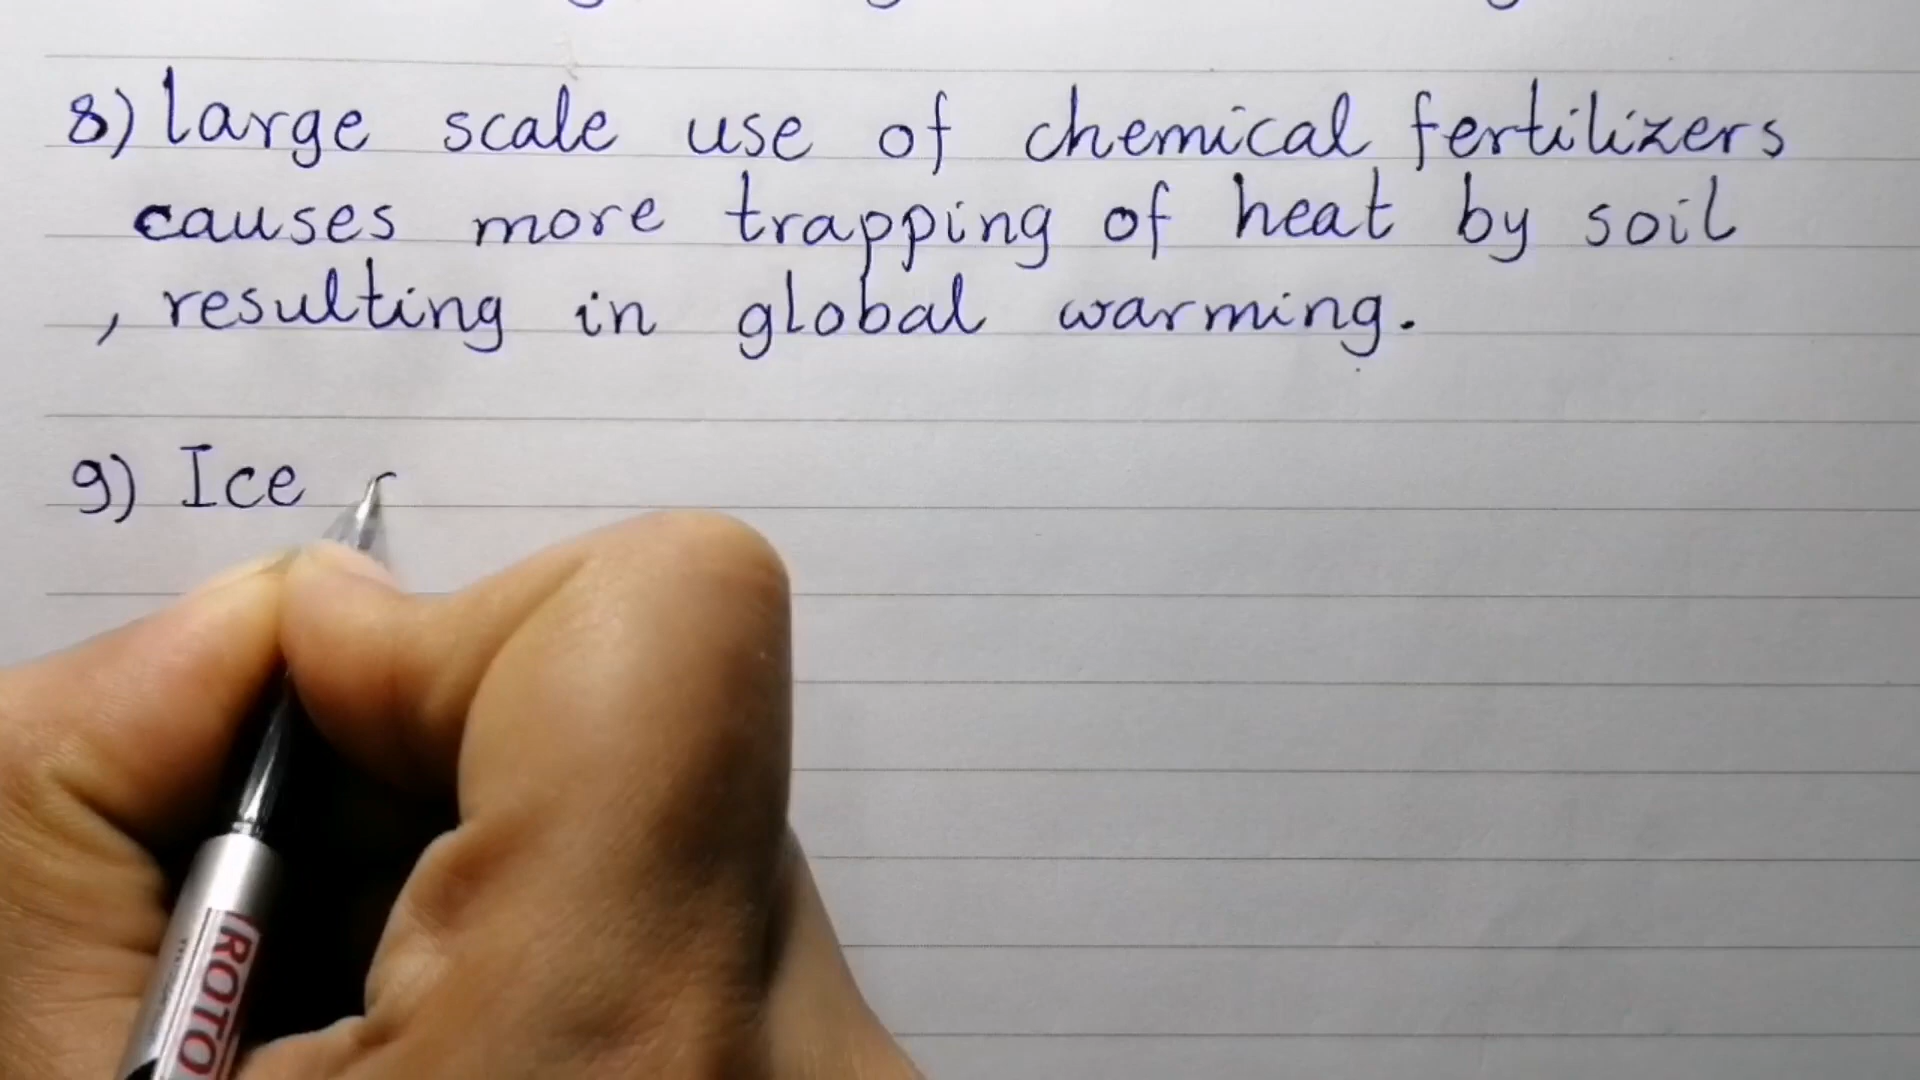 8) large scale use of chemical fertilizers
causes more trapping of heat by soil
, resulting in global warming.
9) Ice
ROTO